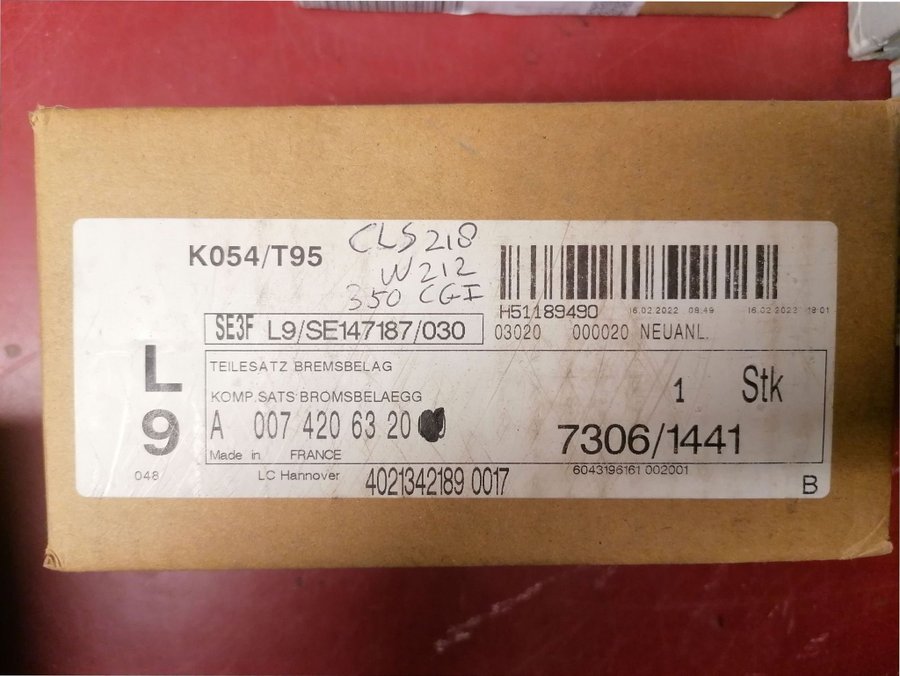 K054/T95
CLS 218
W212
350 CGI
H51189490 16.02.2022 08:49 16.02.2022 18:01
SE3F L9/SE147187/030 03020 000020 NEUANL.
L
9
048
TEILESATZ BREMSBELAG
KOMP.SATS BROMSBELAEGG
1 Stk
A 007 420 63 20
7306/1441
Made in FRANCE
LC Hannover 4021342189 0017 6043196161 002001
B